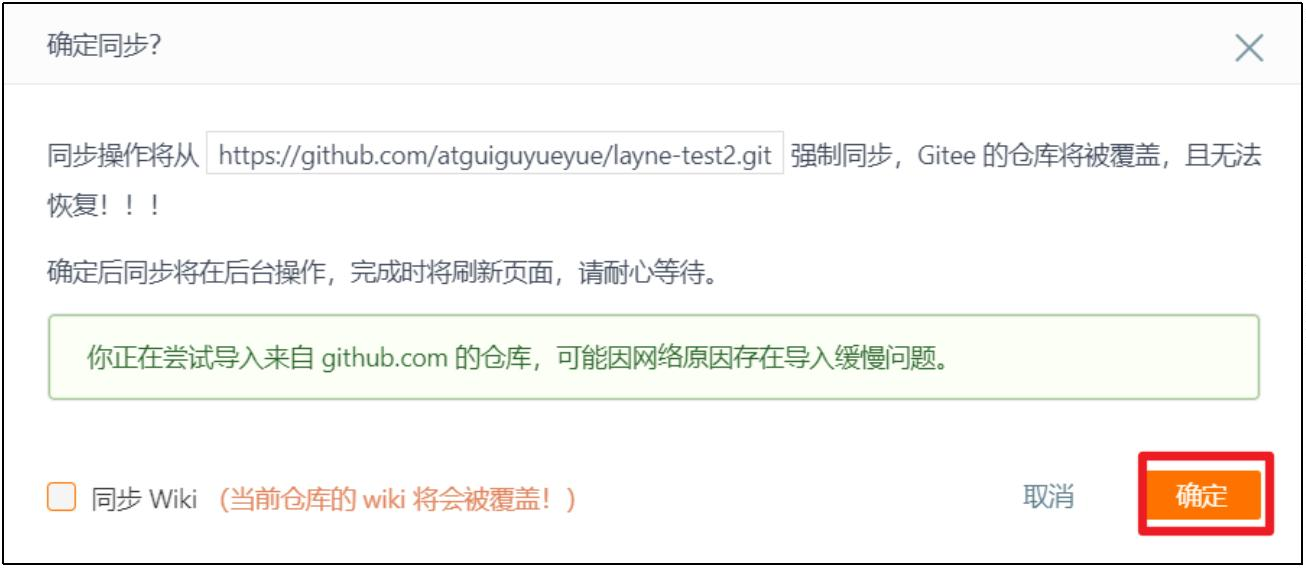 确定同步?
同步操作将从 https://github.com/atguiguyueyue/layne-test2.git 强制同步，Gitee 的仓库将被覆盖，且无法
恢复！！！
确定后同步将在后台操作，完成时将刷新页面，请耐心等待。
你正在尝试导入来自 github.com 的仓库，可能因网络原因存在导入缓慢问题。
同步 Wiki （当前仓库的 wiki 将会被覆盖！） 取消 确定